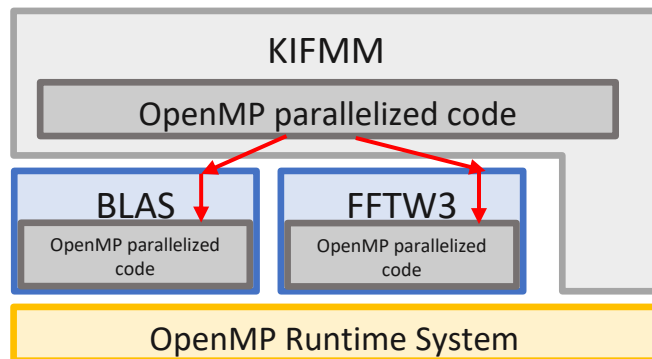 KIFMM
OpenMP parallelized code
BLAS
OpenMP parallelized
code
FFTW3
OpenMP parallelized
code
OpenMP Runtime System